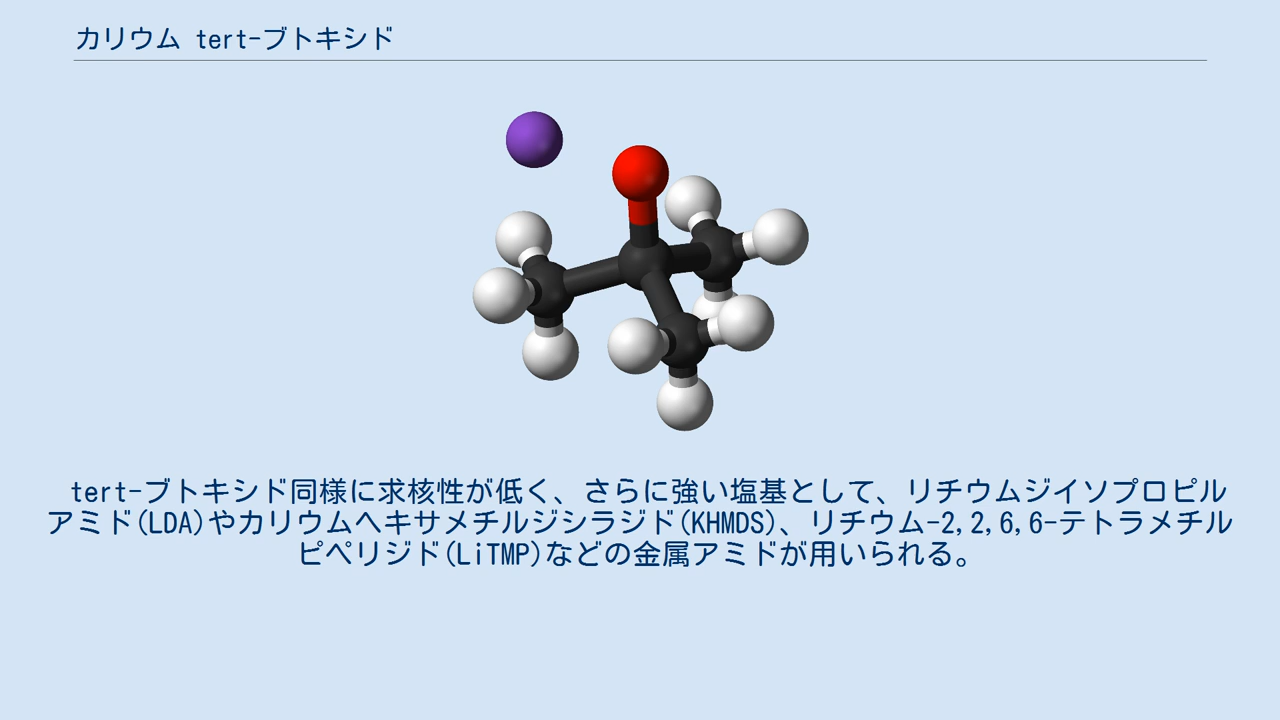 カリウム tert-ブトキシド
tert-ブトキシド同様に求核性が低く、さらに強い塩基として、リチウムジイソプロピル
アミド(LDA)やカリウムヘキサメチルジシラジド(KHMDS)、リチウム-2,2,6,6-テトラメチル
ピペリジド(LiTMP)などの金属アミドが用いられる。